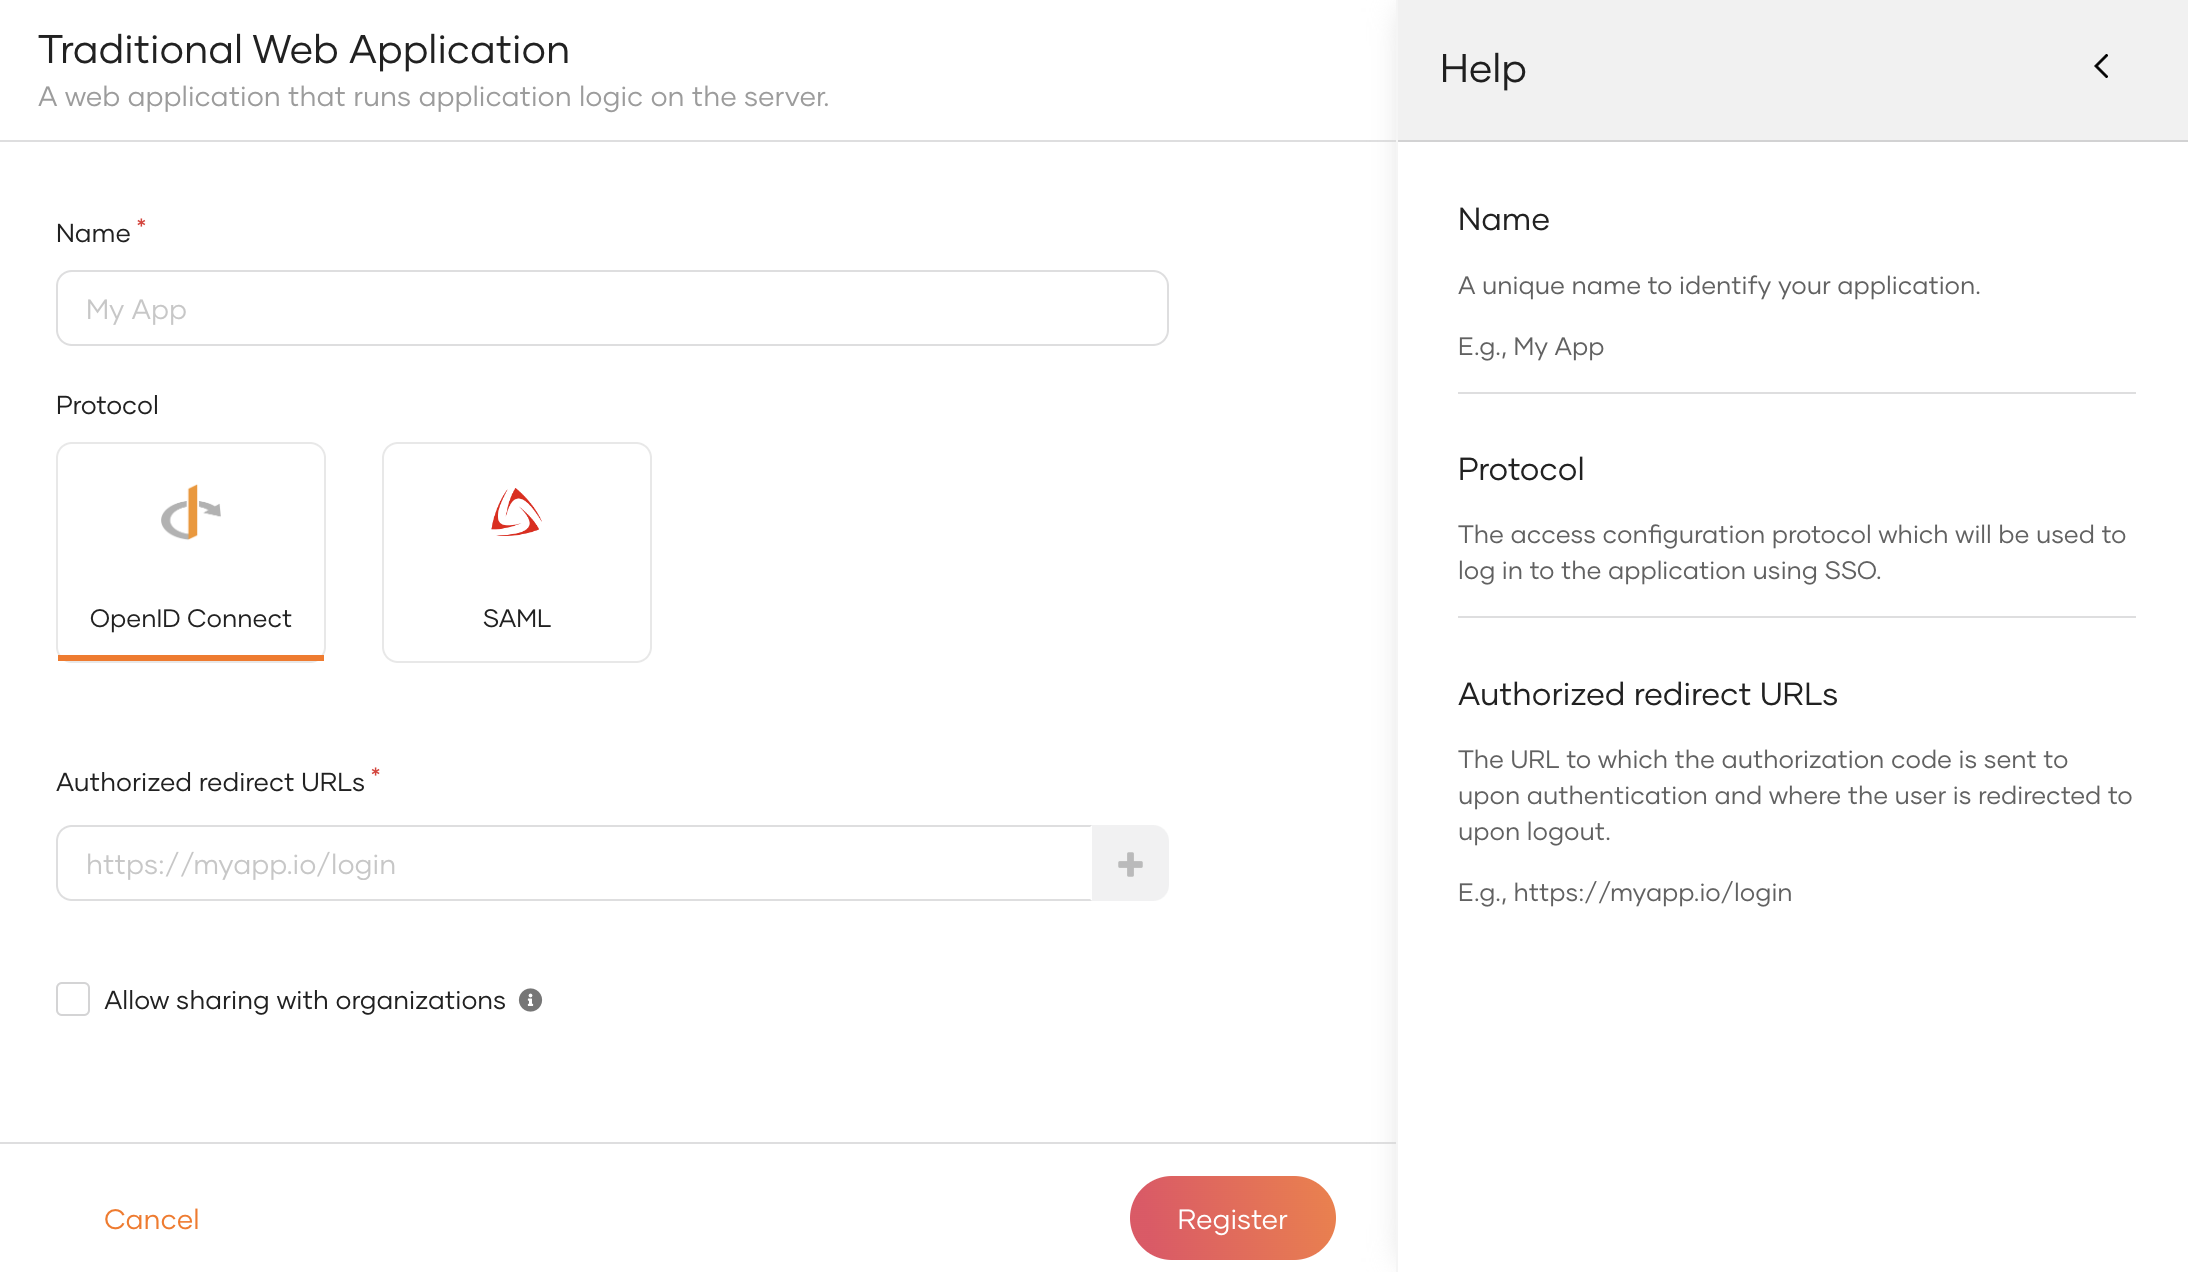 Traditional Web Application
A web application that runs application logic on the server.
Name *
My App
Protocol
OpenID Connect
SAML
Authorized redirect URLs *
https://myapp.io/login
Allow sharing with organizations
Cancel
Register
Help
Name
A unique name to identify your application.
E.g., My App
Protocol
The access configuration protocol which will be used to
log in to the application using SSO.
Authorized redirect URLs
The URL to which the authorization code is sent to
upon authentication and where the user is redirected to
upon logout.
E.g., https://myapp.io/login